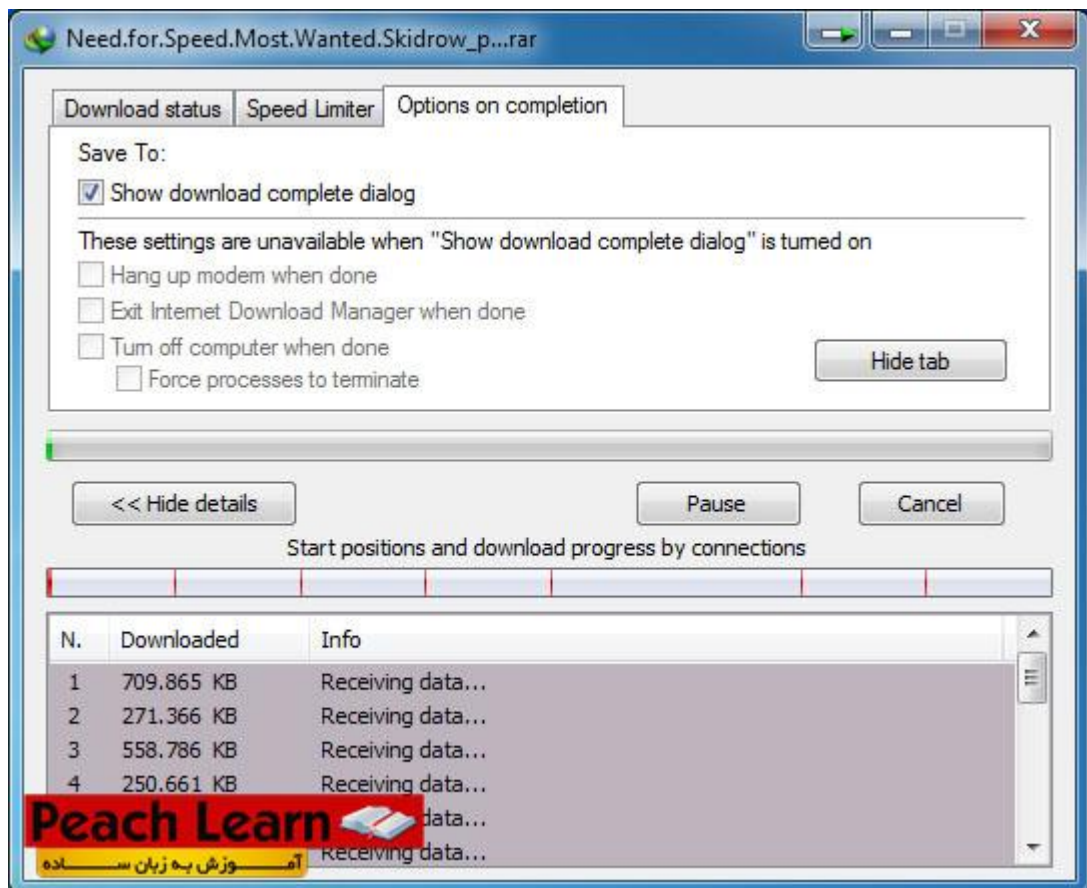 Need.for.Speed.Most.Wanted.Skidrow_p...rar
Download status Speed Limiter Options on completion
Save To:
Show download complete dialog
These settings are unavailable when "Show download complete dialog" is turned on
Hang up modem when done
Exit Internet Download Manager when done
Turn off computer when done
Hide tab
Force processes to terminate
<< Hide details Pause Cancel
Start positions and download progress by connections
N. Downloaded Info
1 709.865 KB Receiving data...
2 271.366 KB Receiving data...
3 558.786 KB Receiving data...
4 250.661 KB Receiving data...
Peach Learn data...
Receiving data...
آمــوزش به زبان ســـاده